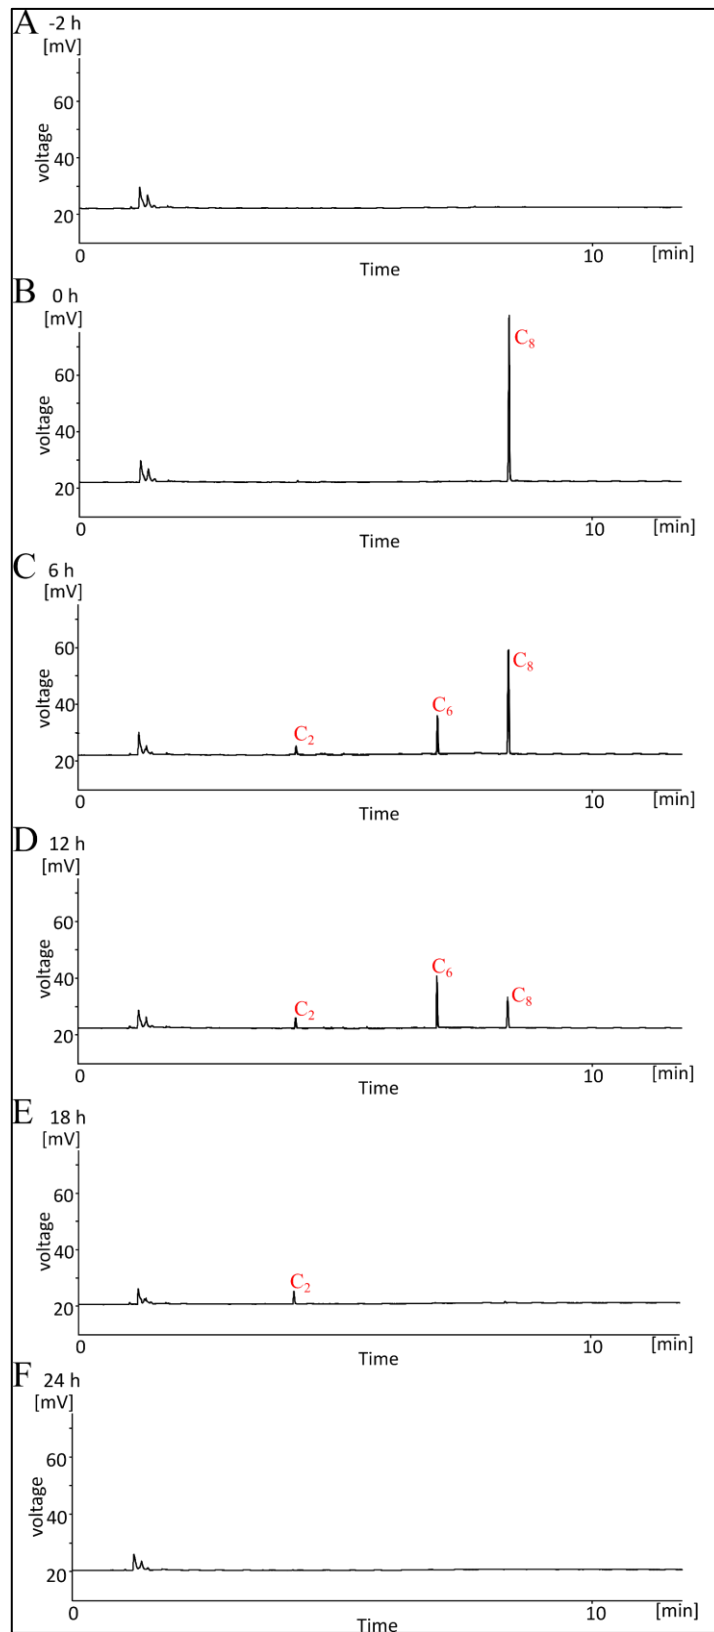 A -2 h
[mV]
voltage
60
40
20
0
10
[min]
Time
B 0 h
[mV]
voltage
60
40
20
C₈
0
10
[min]
Time
C 6 h
[mV]
voltage
60
40
20
C₂
C₆
C₈
0
10
[min]
Time
D 12 h
[mV]
voltage
60
40
20
C₂
C₆
C₈
0
10
[min]
Time
E 18 h
[mV]
voltage
60
40
20
C₂
0
10
[min]
Time
F 24 h
[mV]
voltage
60
40
20
0
10
[min]
Time